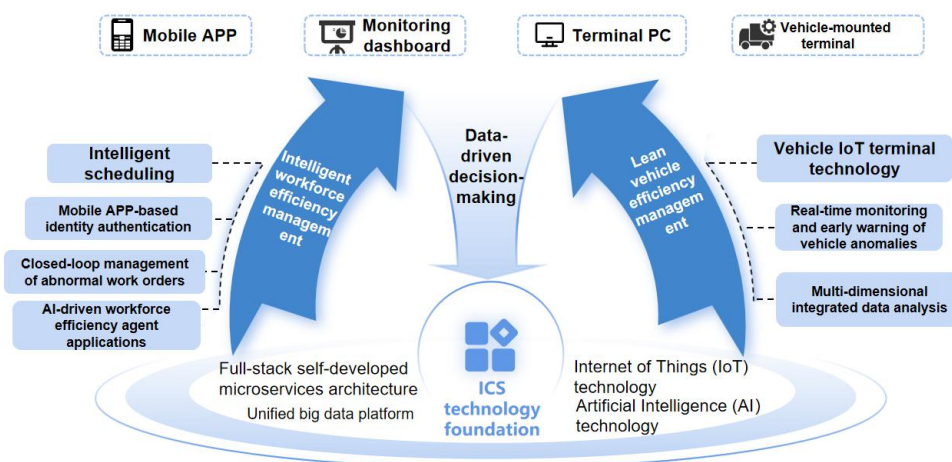 Mobile APP
Monitoring
dashboard
Terminal PC
Vehicle-mounted
terminal
Intelligent
scheduling
Mobile APP-based
identity authentication
Closed-loop management
of abnormal work orders
AI-driven workforce
efficiency agent
applications
Intelligent
workforce
efficiency
managem
ent
Data-
driven
decision-
making
Lean
vehicle
efficiency
managem
ent
Vehicle IoT terminal
technology
Real-time monitoring
and early warning of
vehicle anomalies
Multi-dimensional
integrated data analysis
Full-stack self-developed
microservices architecture
Unified big data platform
ICS
technology
foundation
Internet of Things (IoT)
technology
Artificial Intelligence (AI)
technology